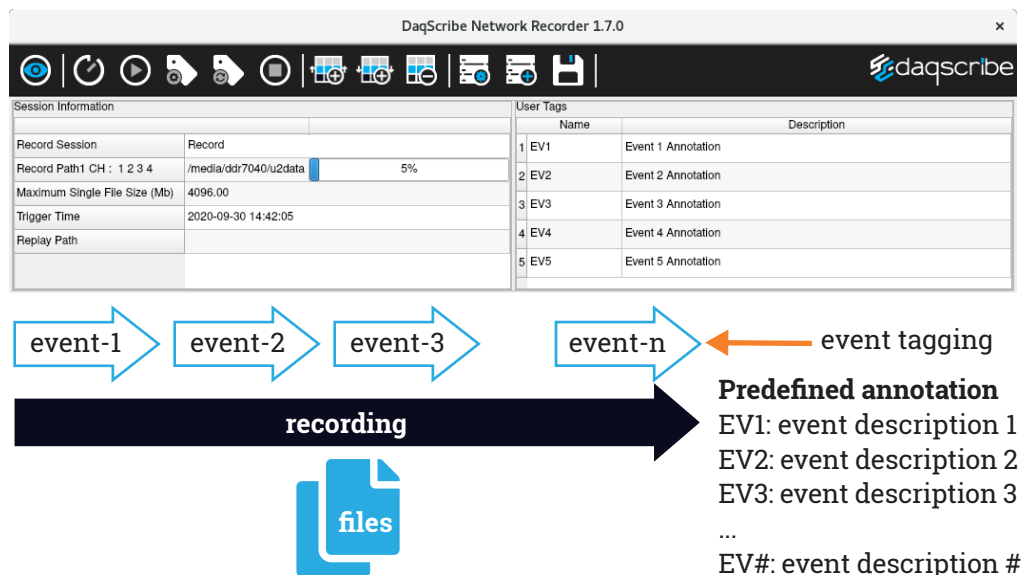 DaqScribe Network Recorder 1.7.0 ×
daqscribe
Session Information
Record Session Record
Record Path1 CH : 1 2 3 4 /media/ddr7040/u2data 5%
Maximum Single File Size (Mb) 4096.00
Trigger Time 2020-09-30 14:42:05
Replay Path
User Tags
Name Description
1 EV1 Event 1 Annotation
2 EV2 Event 2 Annotation
3 EV3 Event 3 Annotation
4 EV4 Event 4 Annotation
5 EV5 Event 5 Annotation
event-1 event-2 event-3 event-n event tagging
recording
files
Predefined annotation
EV1: event description 1
EV2: event description 2
EV3: event description 3
...
EV#: event description #